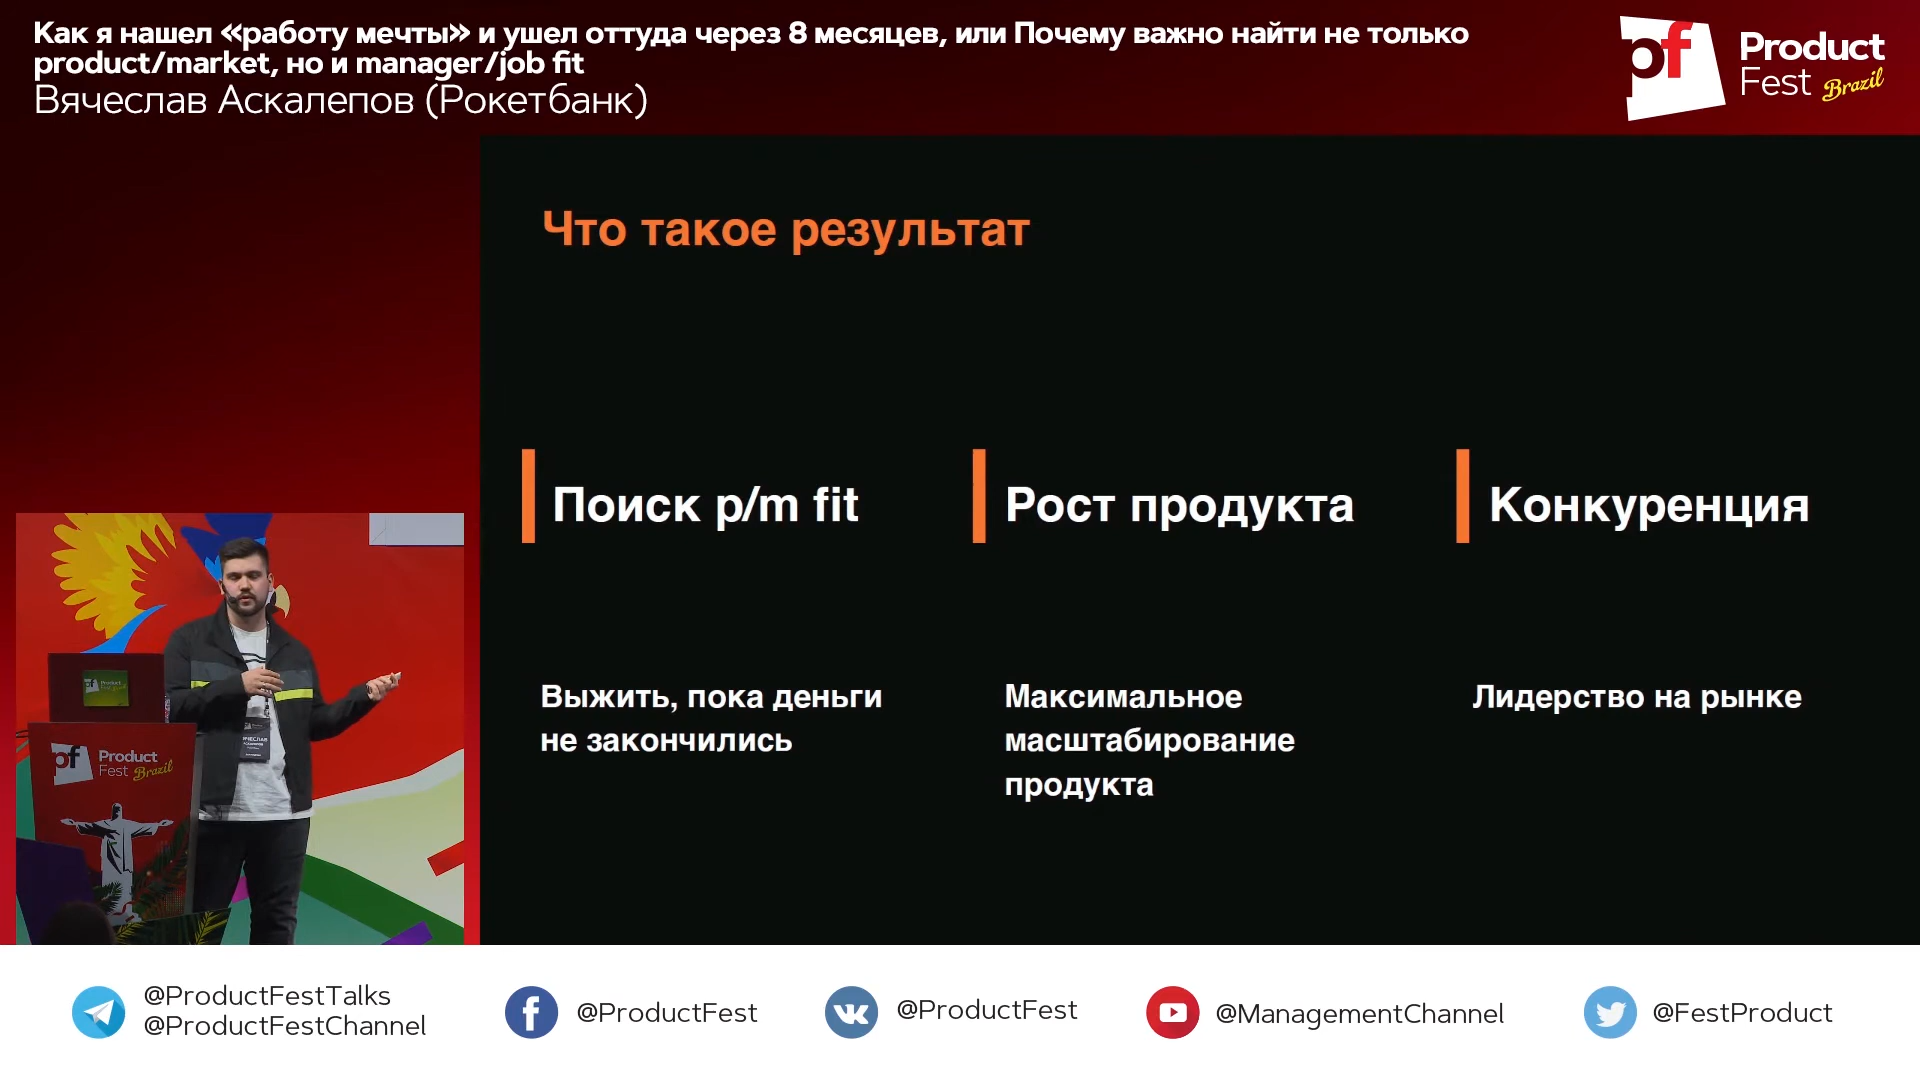 Как я нашел «работу мечты» и ушел оттуда через 8 месяцев, или Почему важно найти не только
product/market, но и manager/job fit
Вячеслав Аскалепов (Рокетбанк)
pf
Product
Fest Brazil
Что такое результат
Поиск p/m fit
Рост продукта
Конкуренция
Выжить, пока деньги
не закончились
Максимальное
масштабирование
продукта
Лидерство на рынке
pf
Product
Fest Brazil
@ProductFestTalks
@ProductFestChannel
@ProductFest
@ProductFest
@ManagementChannel
@FestProduct